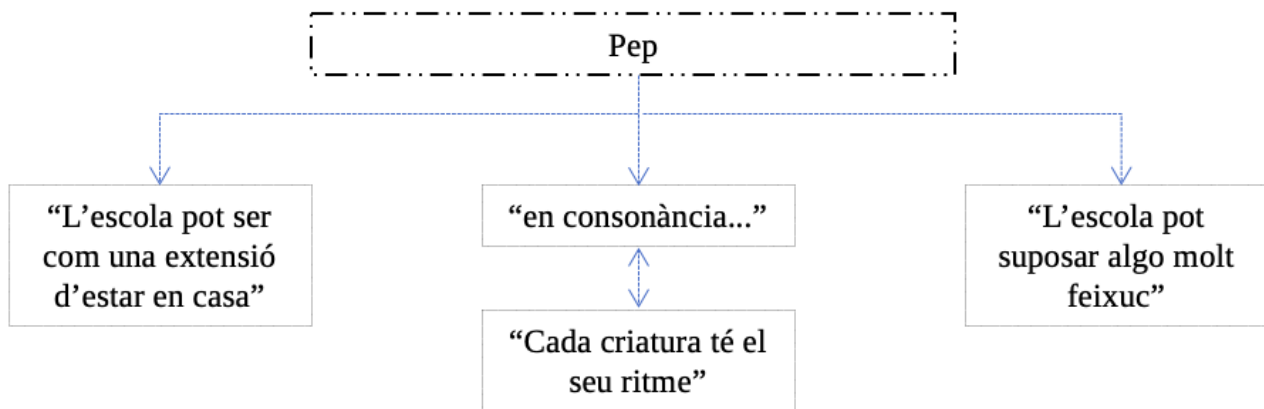 Pep
“L’escola pot ser
com una extensió
d’estar en casa”
“en consonància...”
“Cada criatura té el
seu ritme”
“L’escola pot
suposar algo molt
feixuc”